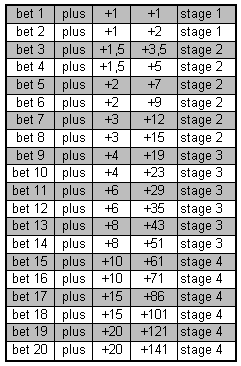 bet 1 plus +1 +1 stage 1
bet 2 plus +1 +2 stage 1
bet 3 plus +1,5 +3,5 stage 2
bet 4 plus +1,5 +5 stage 2
bet 5 plus +2 +7 stage 2
bet 6 plus +2 +9 stage 2
bet 7 plus +3 +12 stage 2
bet 8 plus +3 +15 stage 2
bet 9 plus +4 +19 stage 3
bet 10 plus +4 +23 stage 3
bet 11 plus +6 +29 stage 3
bet 12 plus +6 +35 stage 3
bet 13 plus +8 +43 stage 3
bet 14 plus +8 +51 stage 3
bet 15 plus +10 +61 stage 4
bet 16 plus +10 +71 stage 4
bet 17 plus +15 +86 stage 4
bet 18 plus +15 +101 stage 4
bet 19 plus +20 +121 stage 4
bet 20 plus +20 +141 stage 4